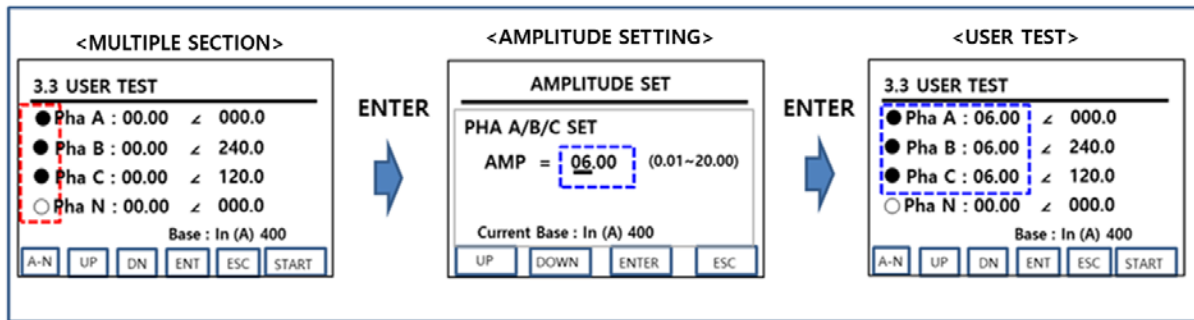 <MULTIPLE SECTION>
3.3 USER TEST
Pha A : 00.00 ∠ 000.0
Pha B : 00.00 ∠ 240.0
Pha C : 00.00 ∠ 120.0
Pha N : 00.00 ∠ 000.0
Base : In (A) 400
A-N UP DN ENT ESC START
ENTER
<AMPLITUDE SETTING>
AMPLITUDE SET
PHA A/B/C SET
AMP = 06.00 (0.01~20.00)
Current Base : In (A) 400
UP DOWN ENTER ESC
ENTER
<USER TEST>
3.3 USER TEST
Pha A : 06.00 ∠ 000.0
Pha B : 06.00 ∠ 240.0
Pha C : 06.00 ∠ 120.0
Pha N : 00.00 ∠ 000.0
Base : In (A) 400
A-N UP DN ENT ESC START